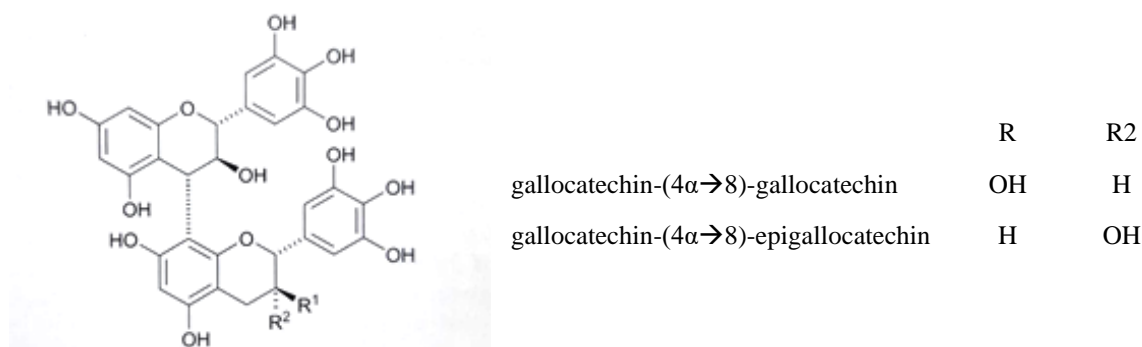 OH
OH
HO O
OH
R R2
OH
OH
gallocatechin-(4α→8)-gallocatechin OH H
OH
OH
HO O
gallocatechin-(4α→8)-epigallocatechin H OH
OH
R¹
R²
OH